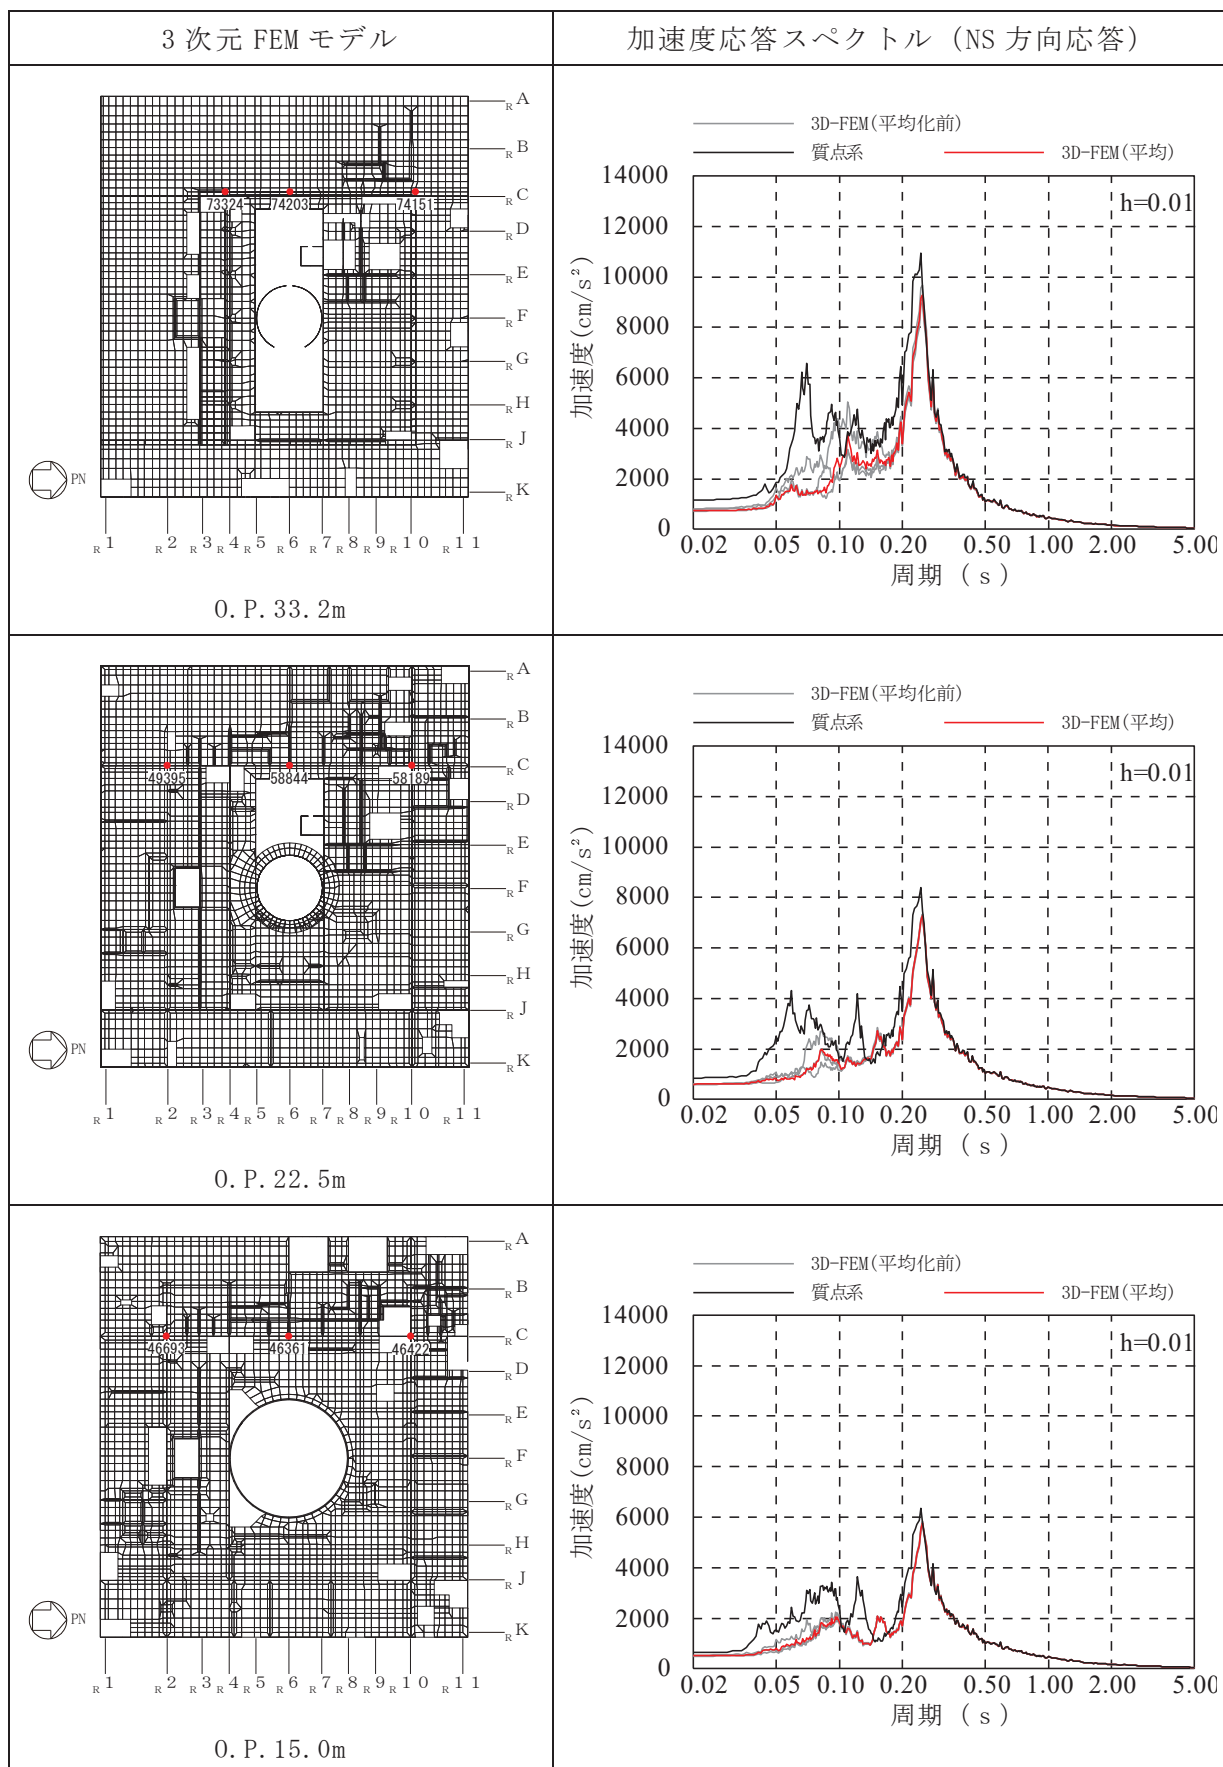 3次元 FEM モデル
加速度応答スペクトル（NS 方向応答）
RA
RB
RC
RD
RE
RF
RG
RH
RJ
RK
73324 74203 74151
PN
R1 R2 R3 R4 R5 R6 R7 R8 R9 R10 R11
O.P.33.2m
3D-FEM(平均化前)
質点系 3D-FEM(平均)
h=0.01
加速度(cm/s²)
14000
12000
10000
8000
6000
4000
2000
0
0.02 0.05 0.10 0.20 0.50 1.00 2.00 5.00
周期（s）
RA
RB
RC
RD
RE
RF
RG
RH
RJ
RK
49395 58844 58189
PN
R1 R2 R3 R4 R5 R6 R7 R8 R9 R10 R11
O.P.22.5m
3D-FEM(平均化前)
質点系 3D-FEM(平均)
h=0.01
加速度(cm/s²)
14000
12000
10000
8000
6000
4000
2000
0
0.02 0.05 0.10 0.20 0.50 1.00 2.00 5.00
周期（s）
RA
RB
RC
RD
RE
RF
RG
RH
RJ
RK
46693 46361 46422
PN
R1 R2 R3 R4 R5 R6 R7 R8 R9 R10 R11
O.P.15.0m
3D-FEM(平均化前)
質点系 3D-FEM(平均)
h=0.01
加速度(cm/s²)
14000
12000
10000
8000
6000
4000
2000
0
0.02 0.05 0.10 0.20 0.50 1.00 2.00 5.00
周期（s）